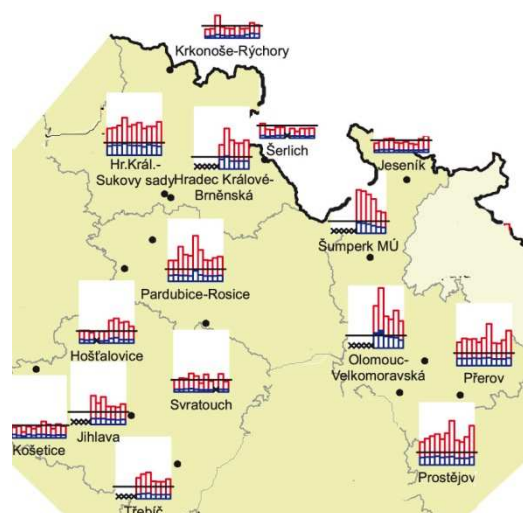 Krkonoše-Rýchory
Hr.Král.-
Sukovy sady
Hradec Králové-
Brněnská
Šerlich
Jeseník
Šumperk MÚ
Pardubice-Rosice
Hošťalovice
Svratouch
Olomouc-
Velkomoravská
Přerov
Košetice
Jihlava
Prostějov
Třebíč